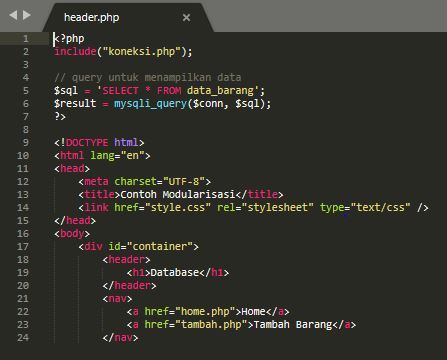 header.php
1 <?php
2 include("koneksi.php");
3
4 // query untuk menampilkan data
5 $sql = 'SELECT * FROM data_barang';
6 $result = mysqli_query($conn, $sql);
7 ?>
8
9 <!DOCTYPE html>
10 <html lang="en">
11 <head>
12     <meta charset="UTF-8">
13     <title>Contoh Modularisasi</title>
14     <link href="style.css" rel="stylesheet" type="text/css" />
15 </head>
16 <body>
17     <div id="container">
18         <header>
19             <h1>Database</h1>
20         </header>
21         <nav>
22             <a href="home.php">Home</a>
23             <a href="tambah.php">Tambah Barang</a>
24         </nav>